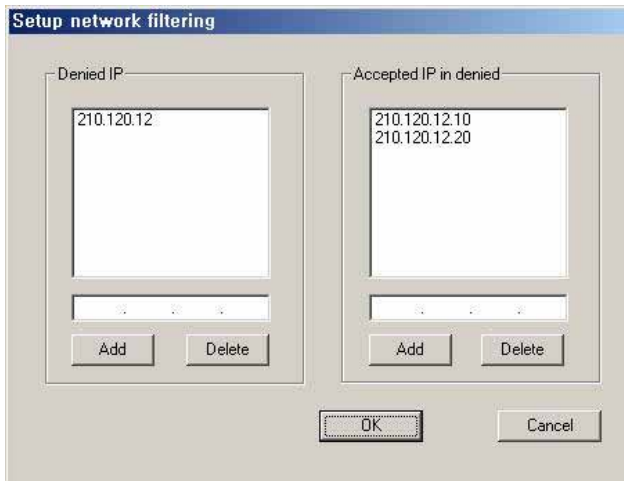 Setup network filtering
Denied IP
210.120.12
. . .
Add
Delete
Accepted IP in denied
210.120.12.10
210.120.12.20
. . .
Add
Delete
OK
Cancel